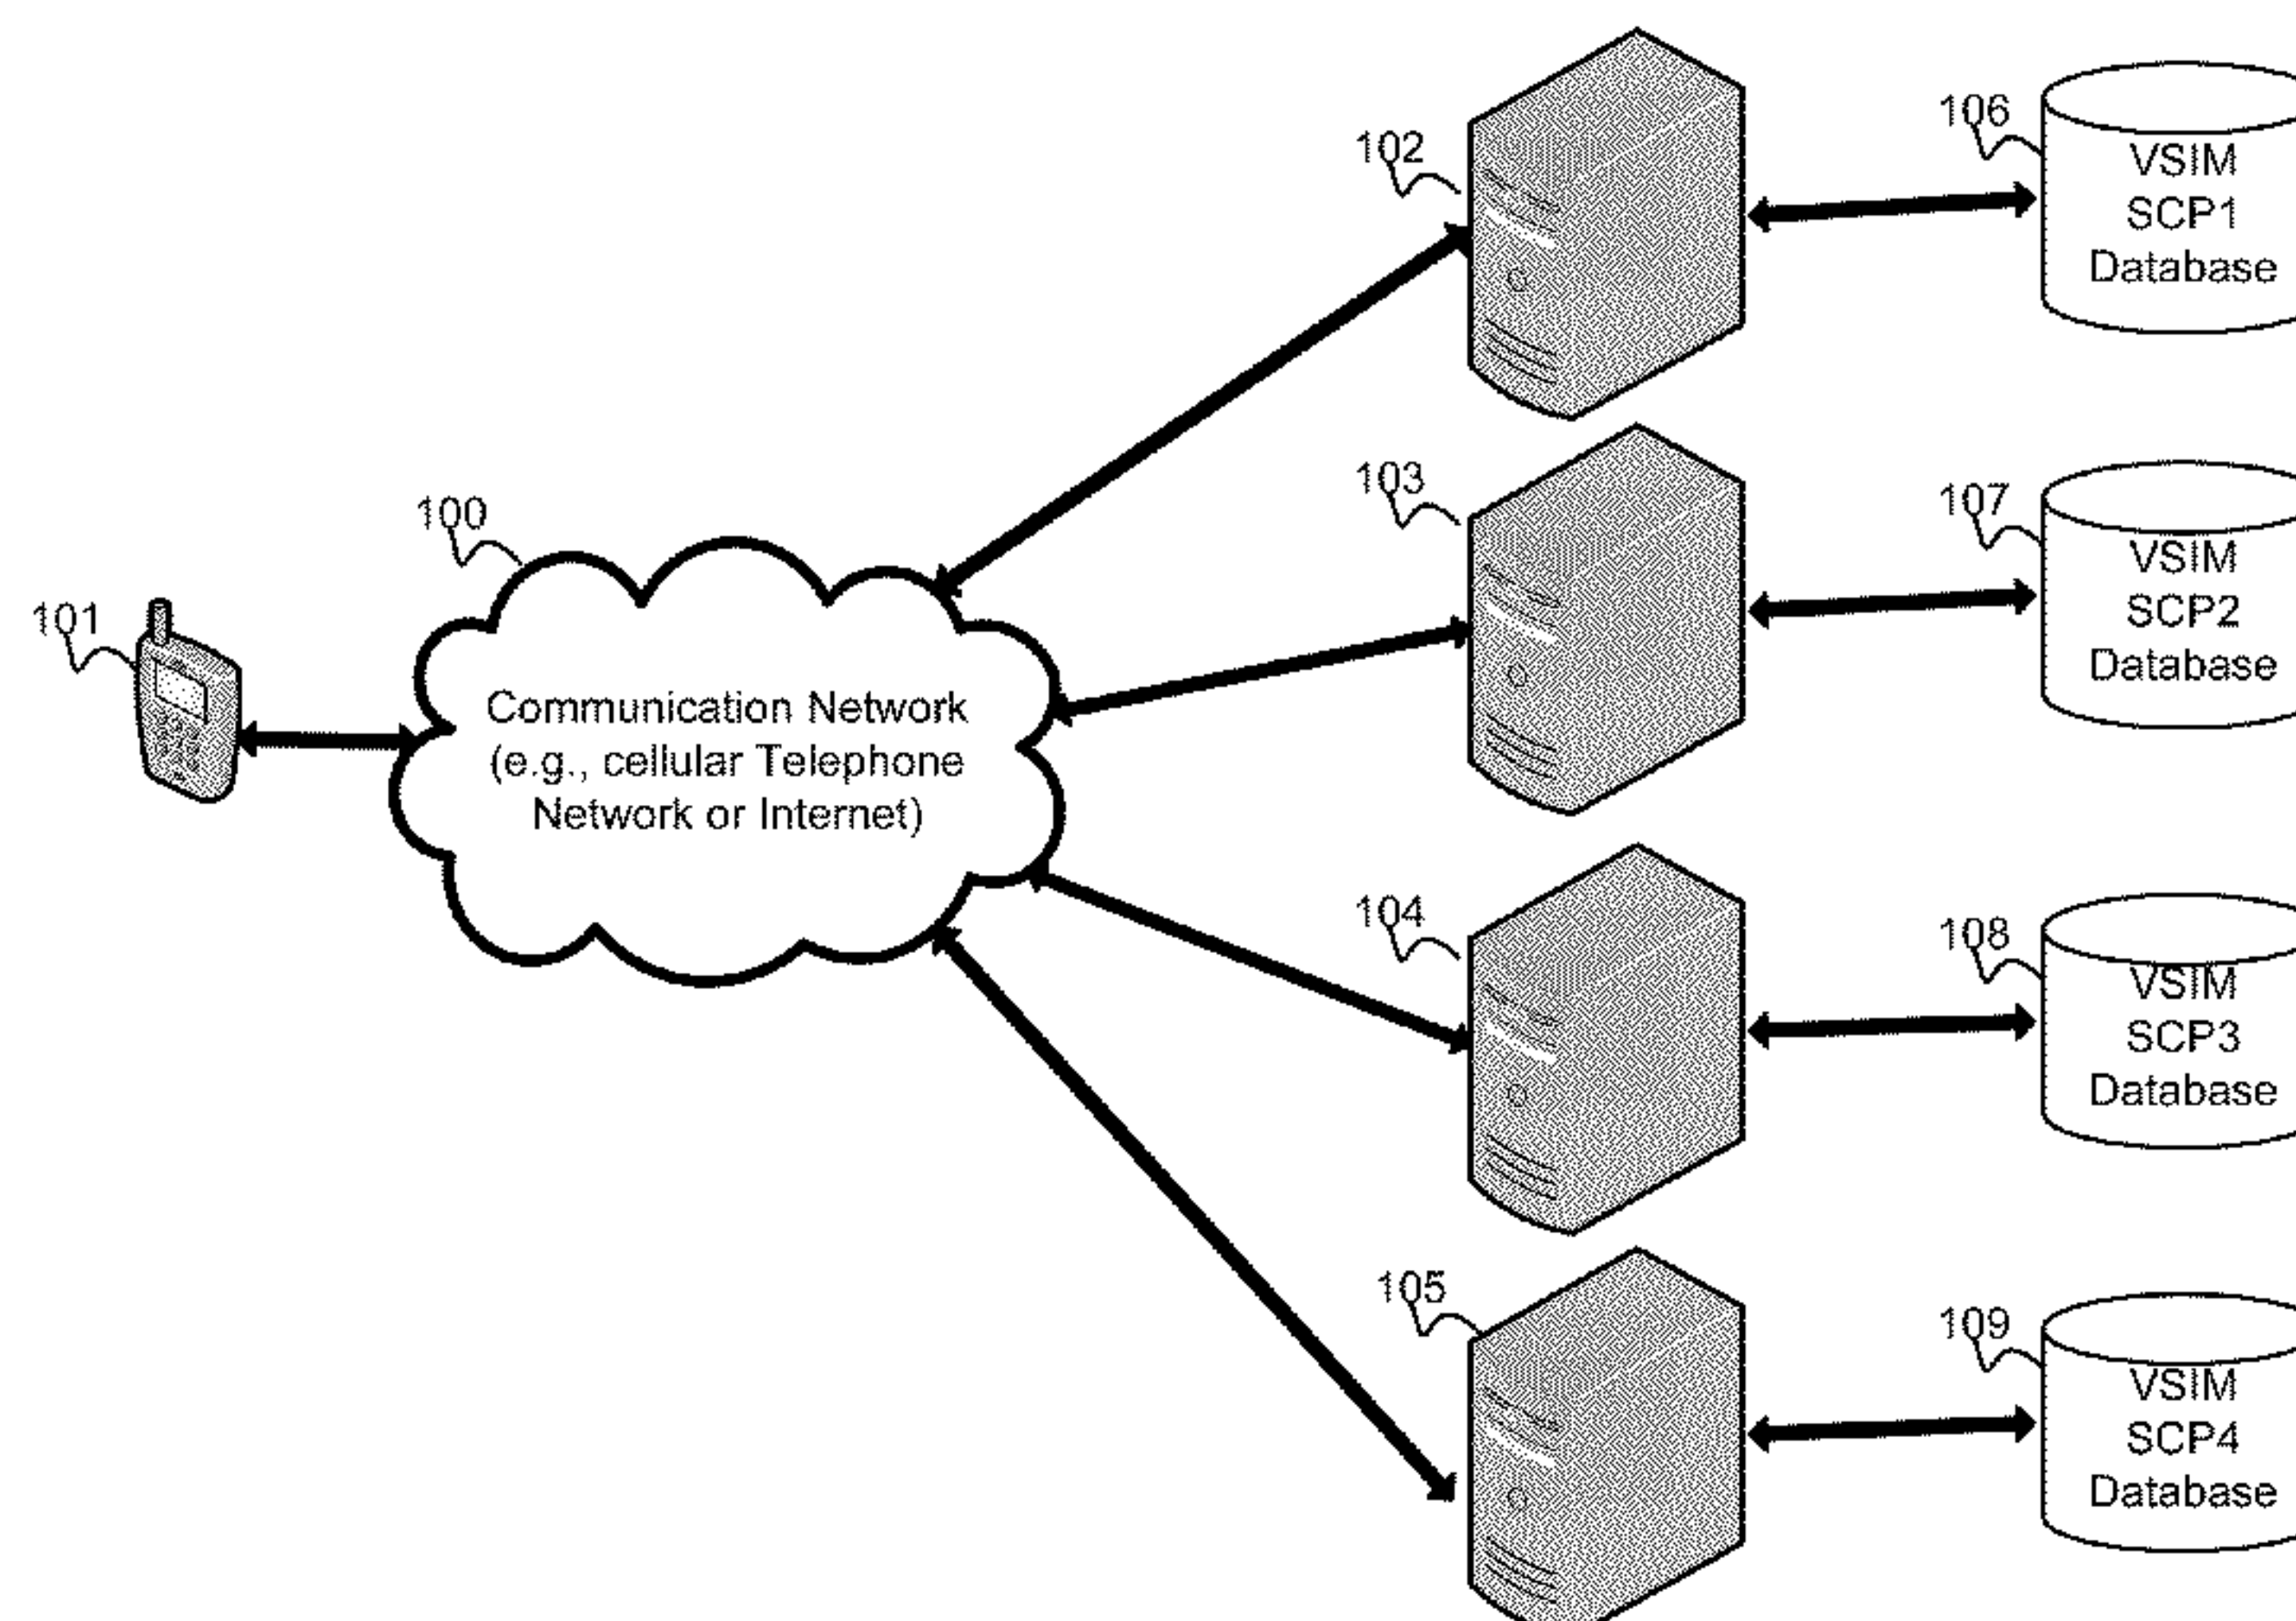 102
106
VSIM
SCP1
Database
103
107
VSIM
SCP2
Database
100
101
Communication Network
(e.g., cellular Telephone
Network or Internet)
104
108
VSIM
SCP3
Database
105
109
VSIM
SCP4
Database